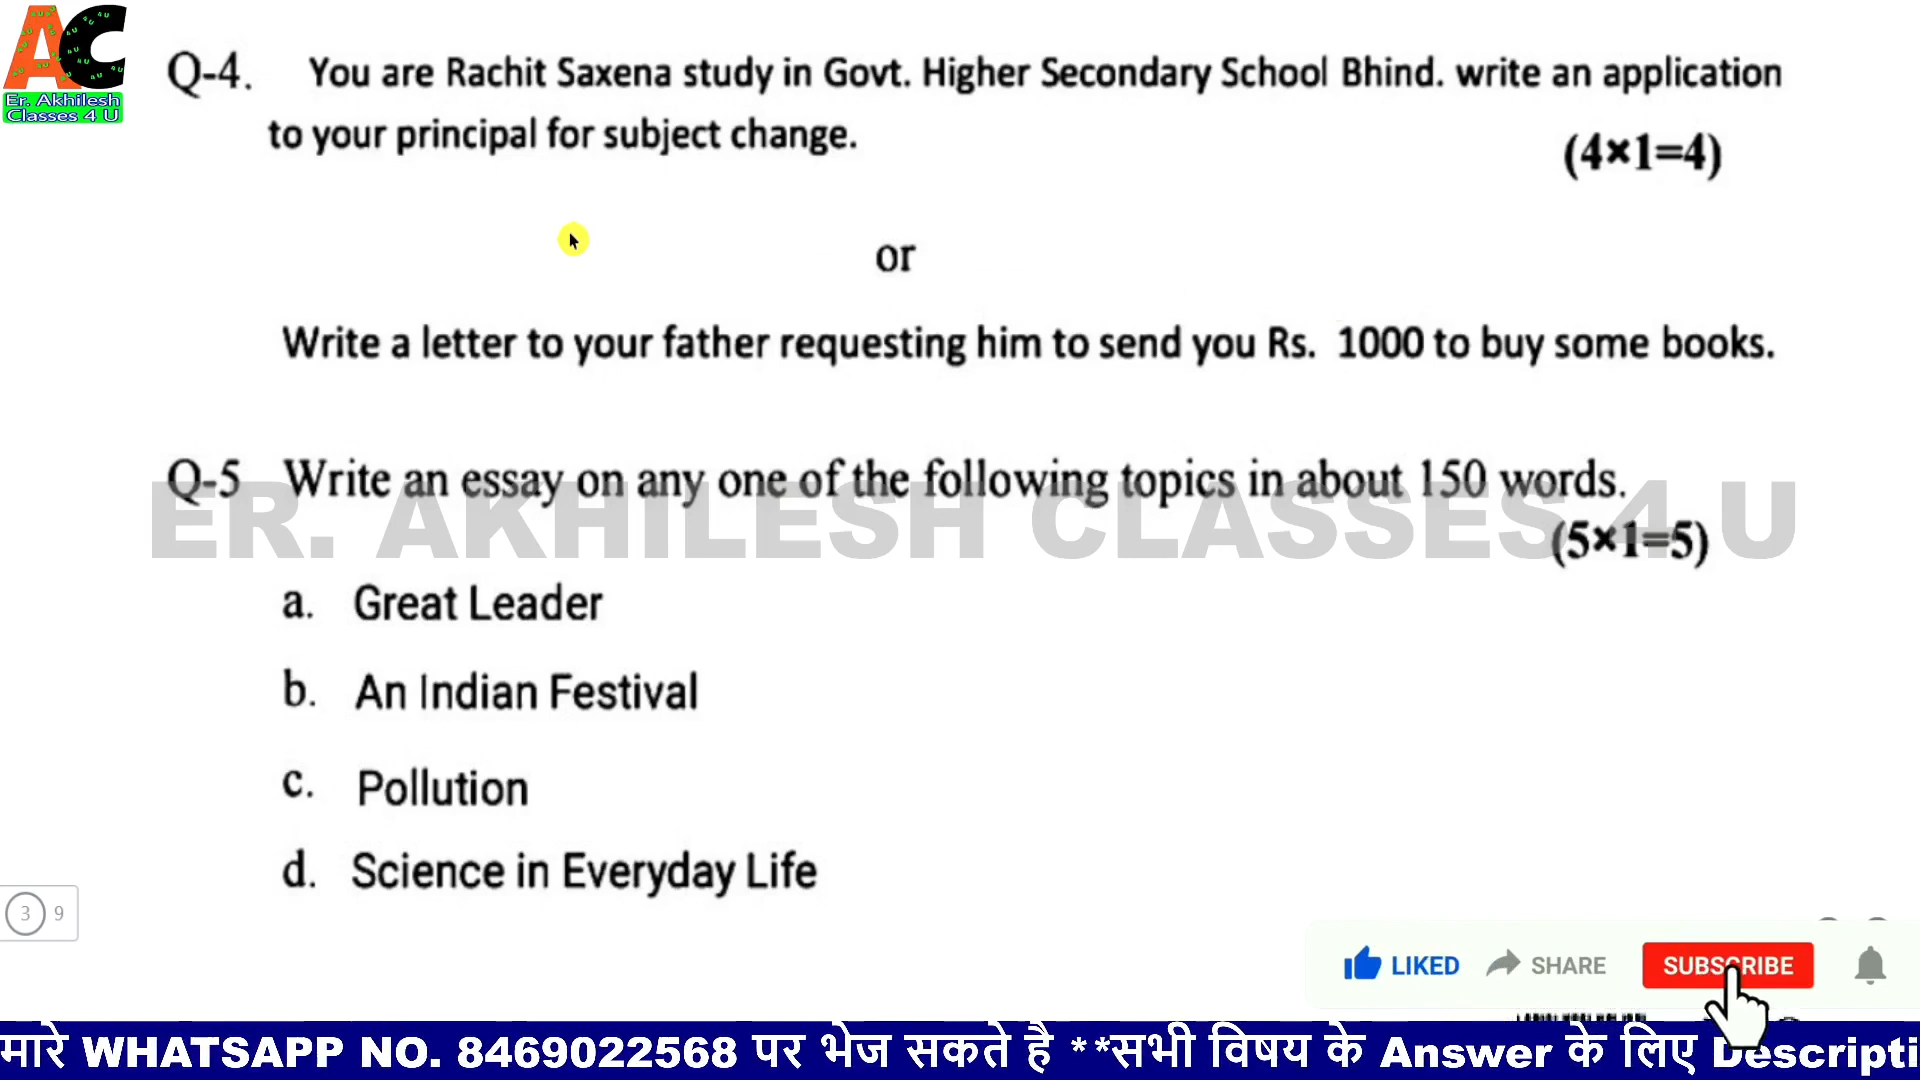 AC
Er. Akhilesh
Classes 4 U
Q-4. You are Rachit Saxena study in Govt. Higher Secondary School Bhind. write an application
to your principal for subject change.
(4×1=4)
or
Write a letter to your father requesting him to send you Rs. 1000 to buy some books.
Q-5 Write an essay on any one of the following topics in about 150 words.
ER. AKHILESH CLASSES 4 U
(5×1=5)
a. Great Leader
b. An Indian Festival
c. Pollution
d. Science in Everyday Life
3 9
LIKED SHARE SUBSCRIBE
मारे WHATSAPP NO. 8469022568 पर भेज सकते है **सभी विषय के Answer के लिए Descripti